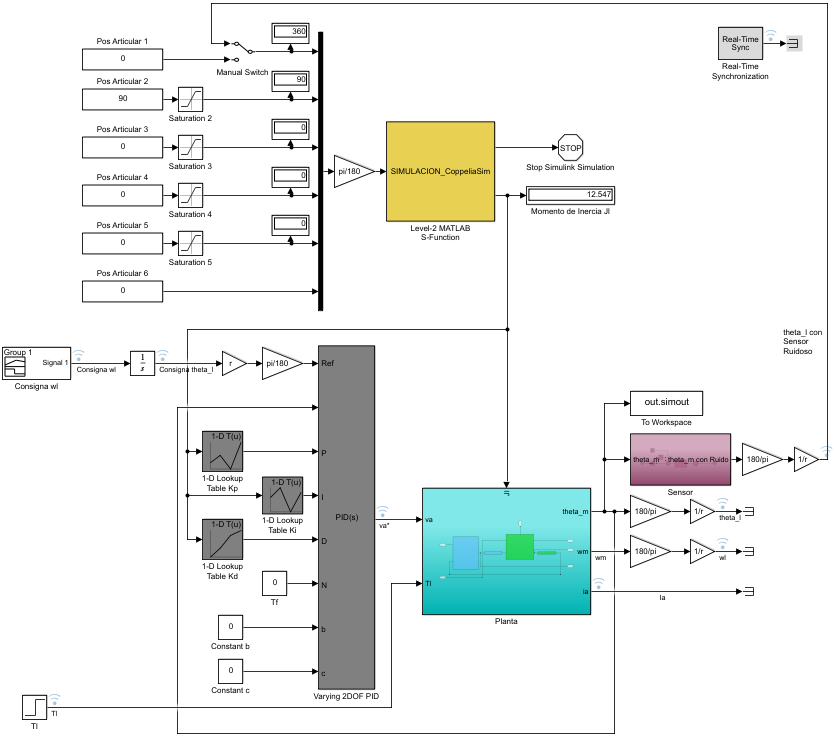 Pos Articular 1
0
Manual Switch
360
Pos Articular 2
90
Saturation 2
90
Pos Articular 3
0
Saturation 3
0
Pos Articular 4
0
Saturation 4
0
Pos Articular 5
0
Saturation 5
0
Pos Articular 6
0
pi/180
SIMULACION_CoppeliaSim
Level-2 MATLAB
S-Function
STOP
Stop Simulink Simulation
12.547
Momento de Inercia Jl
Real-Time
Sync
Real-Time
Synchronization
theta_l con
Sensor
Ruidoso
Group 1
Signal 1
Consigna wl
Consigna wl
1
s
Consigna theta_l
r
pi/180
Ref
1-D T(u)
1-D Lookup
Table Kp
P
1-D T(u)
1-D Lookup
Table Ki
I
1-D T(u)
1-D Lookup
Table Kd
D
PID(s)
0
Tf
N
0
Constant b
b
0
Constant c
c
Varying 2DOF PID
va*
Tl
Tl
va
Tl
Jl
theta_m
wm
ia
Planta
out.simout
To Workspace
theta_m
theta_m con Ruido
Sensor
180/pi
1/r
180/pi
1/r
theta_l
wm
180/pi
1/r
wl
Ia